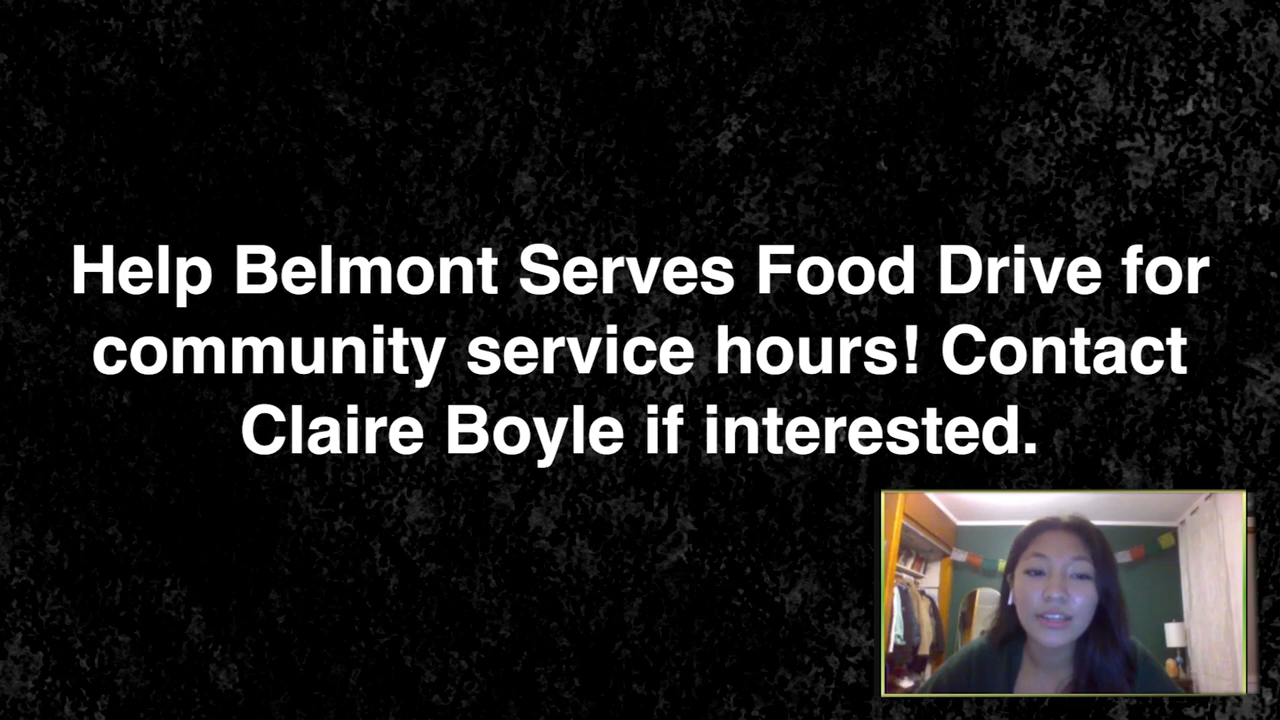 Help Belmont Serves Food Drive for
community service hours! Contact
Claire Boyle if interested.